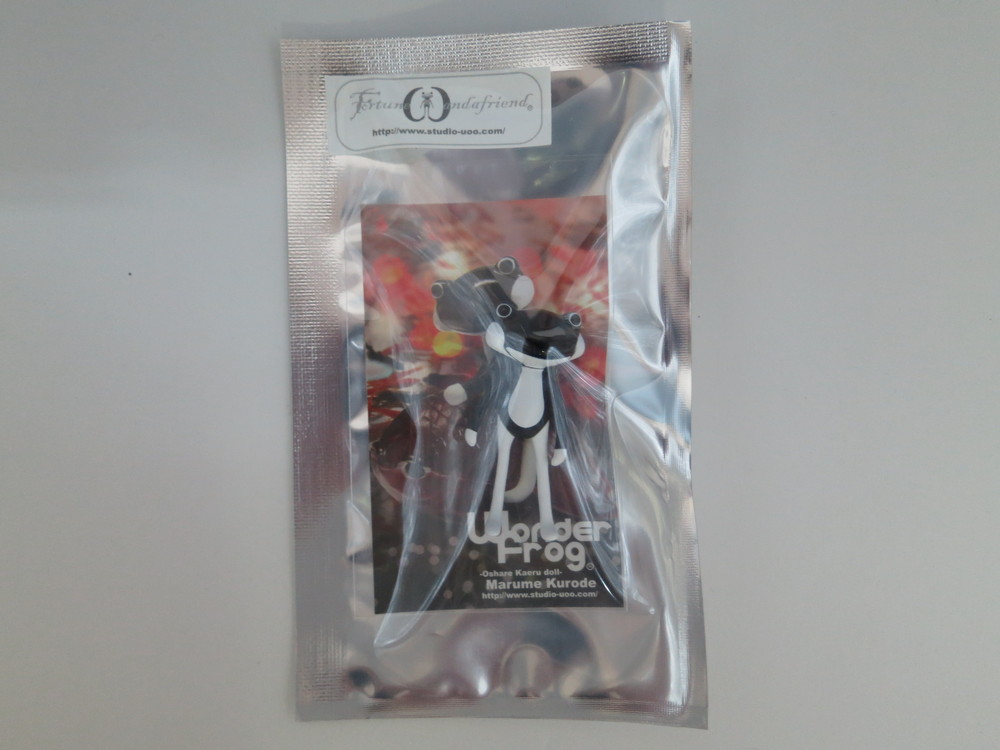 Fortune Wandafriend®
http://www.studio-uoo.com/
Wonder
Frog®
-Oshare Kaeru doll-
Marume Kurode
http://www.studio-uoo.com/